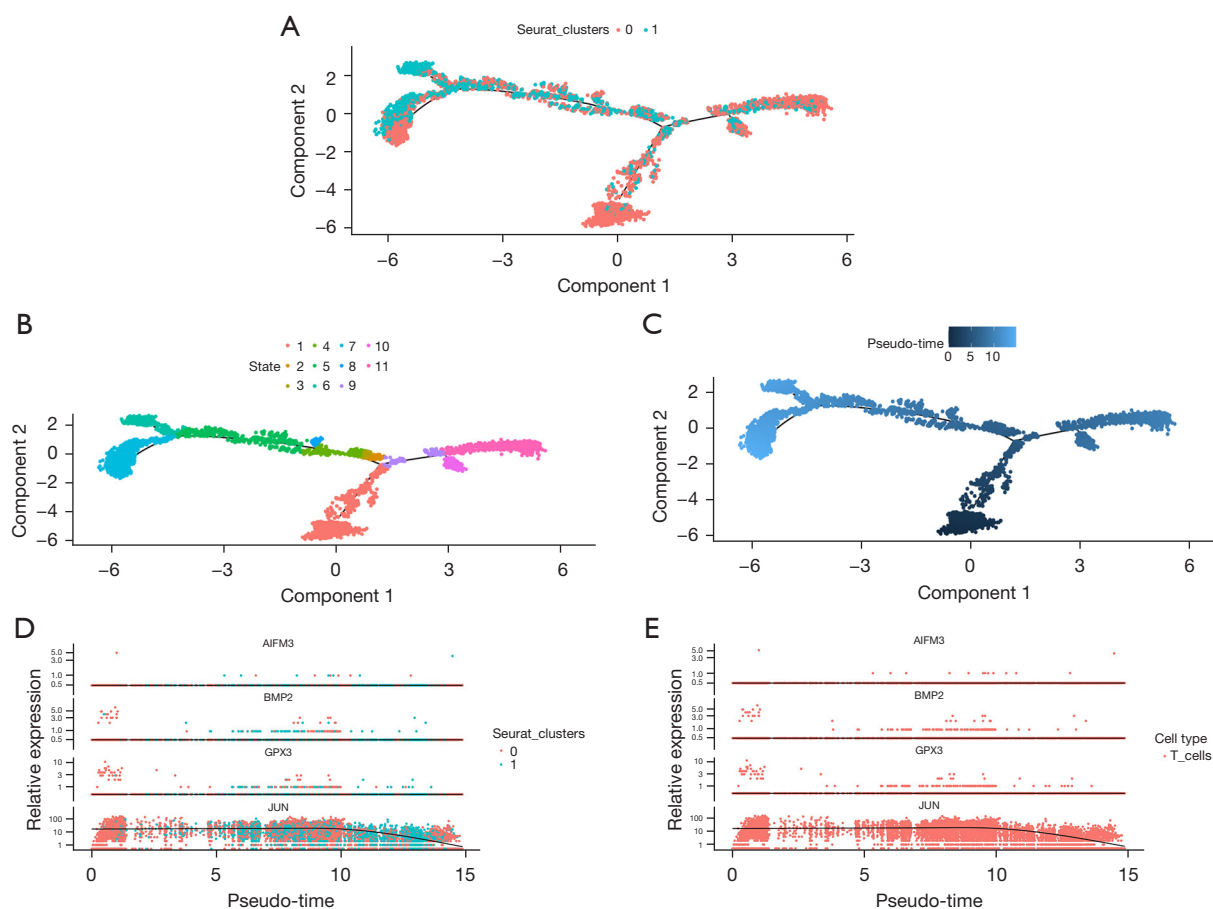 A
Seurat_clusters 0 1
Component 2
2
0
−2
−4
−6
−6 −3 0 3 6
Component 1
B
State
1 4 7 10
2 5 8 11
3 6 9
Component 2
2
0
−2
−4
−6
−6 −3 0 3 6
Component 1
C
Pseudo-time
0 5 10
Component 2
2
0
−2
−4
−6
−6 −3 0 3 6
Component 1
D
Relative expression
AIFM3
5.0
3.0
1.0
0.5
BMP2
5.0
3.0
1.0
0.5
GPX3
10
3
1
JUN
100
10
1
0 5 10 15
Pseudo-time
Seurat_clusters
0
1
E
Relative expression
AIFM3
5.0
3.0
1.0
0.5
BMP2
5.0
3.0
1.0
0.5
GPX3
10
3
1
JUN
100
10
1
0 5 10 15
Pseudo-time
Cell type
T_cells